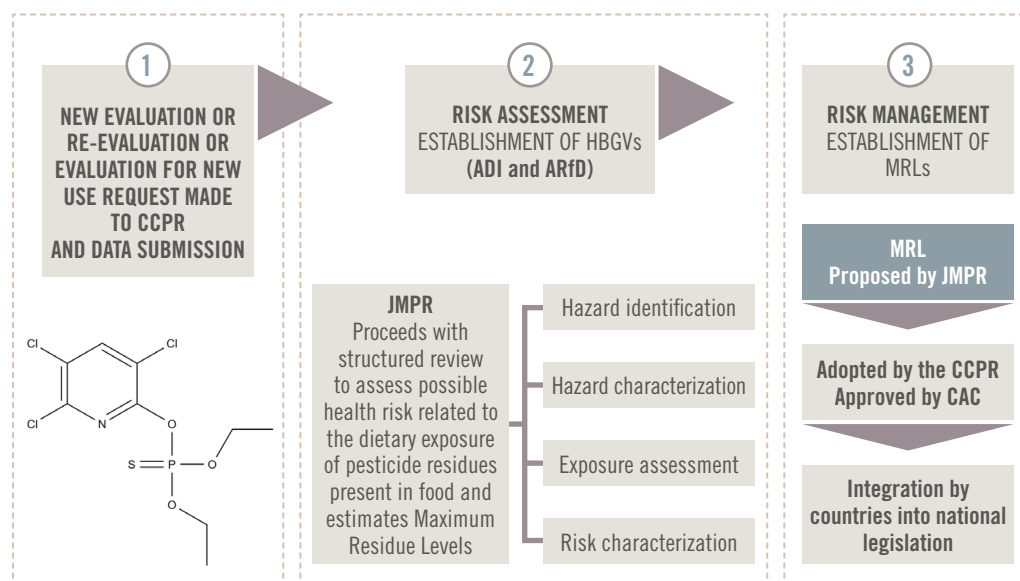 1
NEW EVALUATION OR
RE-EVALUATION OR
EVALUATION FOR NEW
USE REQUEST MADE
TO CCPR
AND DATA SUBMISSION
Cl
Cl
Cl
N
O
S
P
O
O
2
RISK ASSESSMENT
ESTABLISHMENT OF HBGVs
(ADI and ARfD)
JMPR
Proceeds with
structured review
to assess possible
health risk related to
the dietary exposure
of pesticide residues
present in food and
estimates Maximum
Residue Levels
Hazard identification
Hazard characterization
Exposure assessment
Risk characterization
3
RISK MANAGEMENT
ESTABLISHMENT OF
MRLs
MRL
Proposed by JMPR
Adopted by the CCPR
Approved by CAC
Integration by
countries into national
legislation